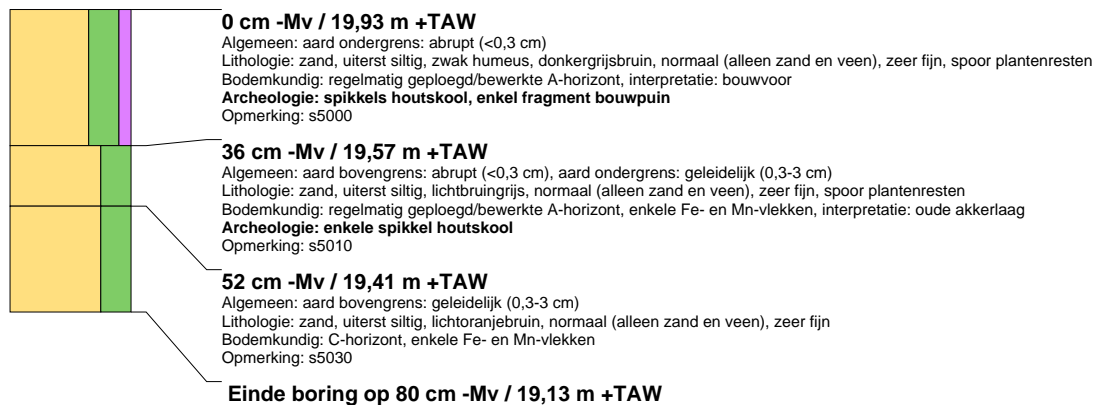 0 cm -Mv / 19,93 m +TAW
Algemeen: aard ondergrens: abrupt (<0,3 cm)
Lithologie: zand, uiterst siltig, zwak humeus, donkergrijsbruin, normaal (alleen zand en veen), zeer fijn, spoor plantenresten
Bodemkundig: regelmatig geploegd/bewerkte A-horizont, interpretatie: bouwvoor
Archeologie: spikkels houtskool, enkel fragment bouwpuin
Opmerking: s5000
36 cm -Mv / 19,57 m +TAW
Algemeen: aard bovengrens: abrupt (<0,3 cm), aard ondergrens: geleidelijk (0,3-3 cm)
Lithologie: zand, uiterst siltig, lichtbruingrijs, normaal (alleen zand en veen), zeer fijn, spoor plantenresten
Bodemkundig: regelmatig geploegd/bewerkte A-horizont, enkele Fe- en Mn-vlekken, interpretatie: oude akkerlaag
Archeologie: enkele spikkel houtskool
Opmerking: s5010
52 cm -Mv / 19,41 m +TAW
Algemeen: aard bovengrens: geleidelijk (0,3-3 cm)
Lithologie: zand, uiterst siltig, lichtoranjebruin, normaal (alleen zand en veen), zeer fijn
Bodemkundig: C-horizont, enkele Fe- en Mn-vlekken
Opmerking: s5030
Einde boring op 80 cm -Mv / 19,13 m +TAW